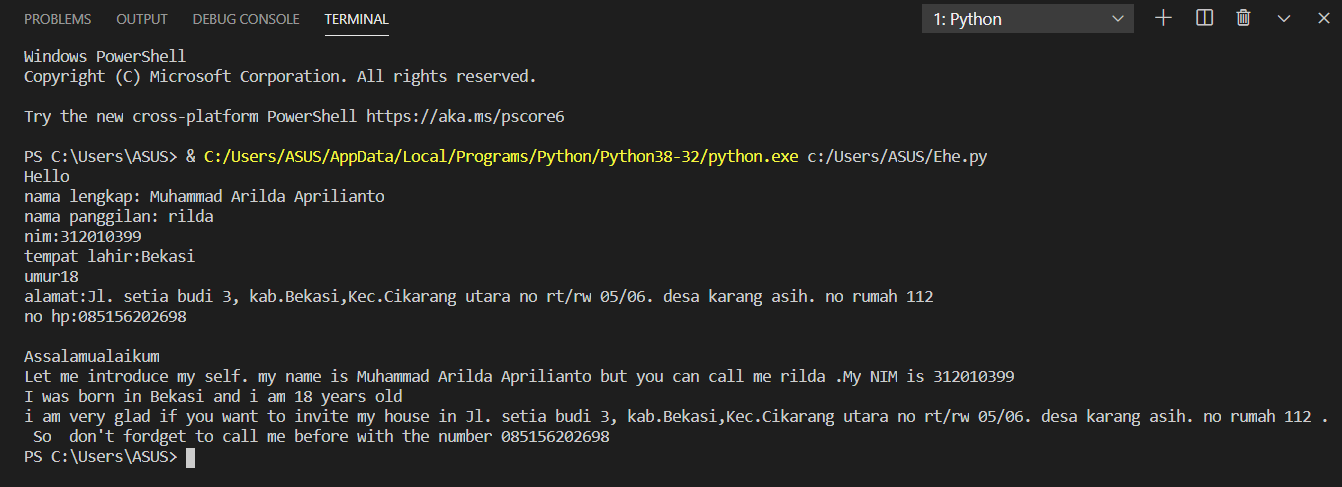 PROBLEMS OUTPUT DEBUG CONSOLE TERMINAL 1: Python
Windows PowerShell
Copyright (C) Microsoft Corporation. All rights reserved.
Try the new cross-platform PowerShell https://aka.ms/pscore6
PS C:\Users\ASUS> & C:/Users/ASUS/AppData/Local/Programs/Python/Python38-32/python.exe c:/Users/ASUS/Ehe.py
Hello
nama lengkap: Muhammad Arilda Aprilianto
nama panggilan: rilda
nim:312010399
tempat lahir:Bekasi
umur18
alamat:Jl. setia budi 3, kab.Bekasi,Kec.Cikarang utara no rt/rw 05/06. desa karang asih. no rumah 112
no hp:085156202698
Assalamualaikum
Let me introduce my self. my name is Muhammad Arilda Aprilianto but you can call me rilda .My NIM is 312010399
I was born in Bekasi and i am 18 years old
i am very glad if you want to invite my house in Jl. setia budi 3, kab.Bekasi,Kec.Cikarang utara no rt/rw 05/06. desa karang asih. no rumah 112 .
 So  don't fordget to call me before with the number 085156202698
PS C:\Users\ASUS>